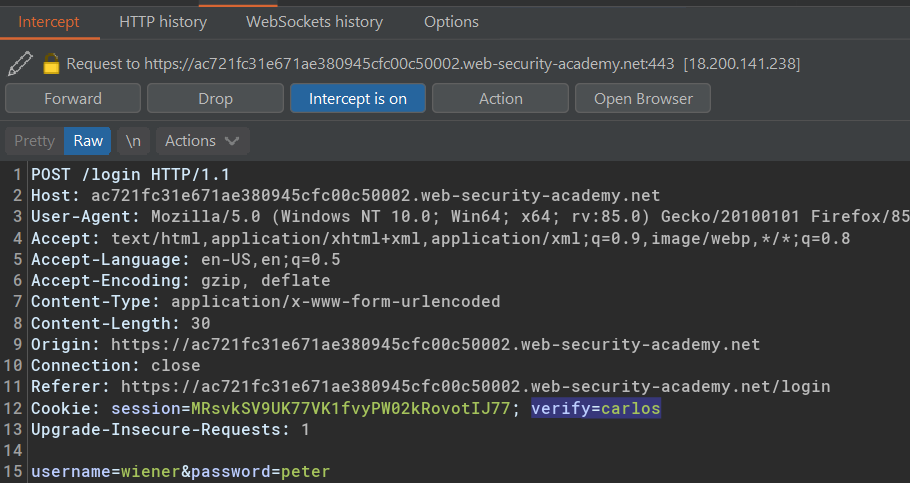 Intercept HTTP history WebSockets history Options
Request to https://ac721fc31e671ae380945cfc00c50002.web-security-academy.net:443 [18.200.141.238]
Forward Drop Intercept is on Action Open Browser
Pretty Raw \n Actions
1 POST /login HTTP/1.1
2 Host: ac721fc31e671ae380945cfc00c50002.web-security-academy.net
3 User-Agent: Mozilla/5.0 (Windows NT 10.0; Win64; x64; rv:85.0) Gecko/20100101 Firefox/85
4 Accept: text/html,application/xhtml+xml,application/xml;q=0.9,image/webp,*/*;q=0.8
5 Accept-Language: en-US,en;q=0.5
6 Accept-Encoding: gzip, deflate
7 Content-Type: application/x-www-form-urlencoded
8 Content-Length: 30
9 Origin: https://ac721fc31e671ae380945cfc00c50002.web-security-academy.net
10 Connection: close
11 Referer: https://ac721fc31e671ae380945cfc00c50002.web-security-academy.net/login
12 Cookie: session=MRsvkSV9UK77VK1fvyPW02kRovotIJ77; verify=carlos
13 Upgrade-Insecure-Requests: 1
14
15 username=wiener&password=peter